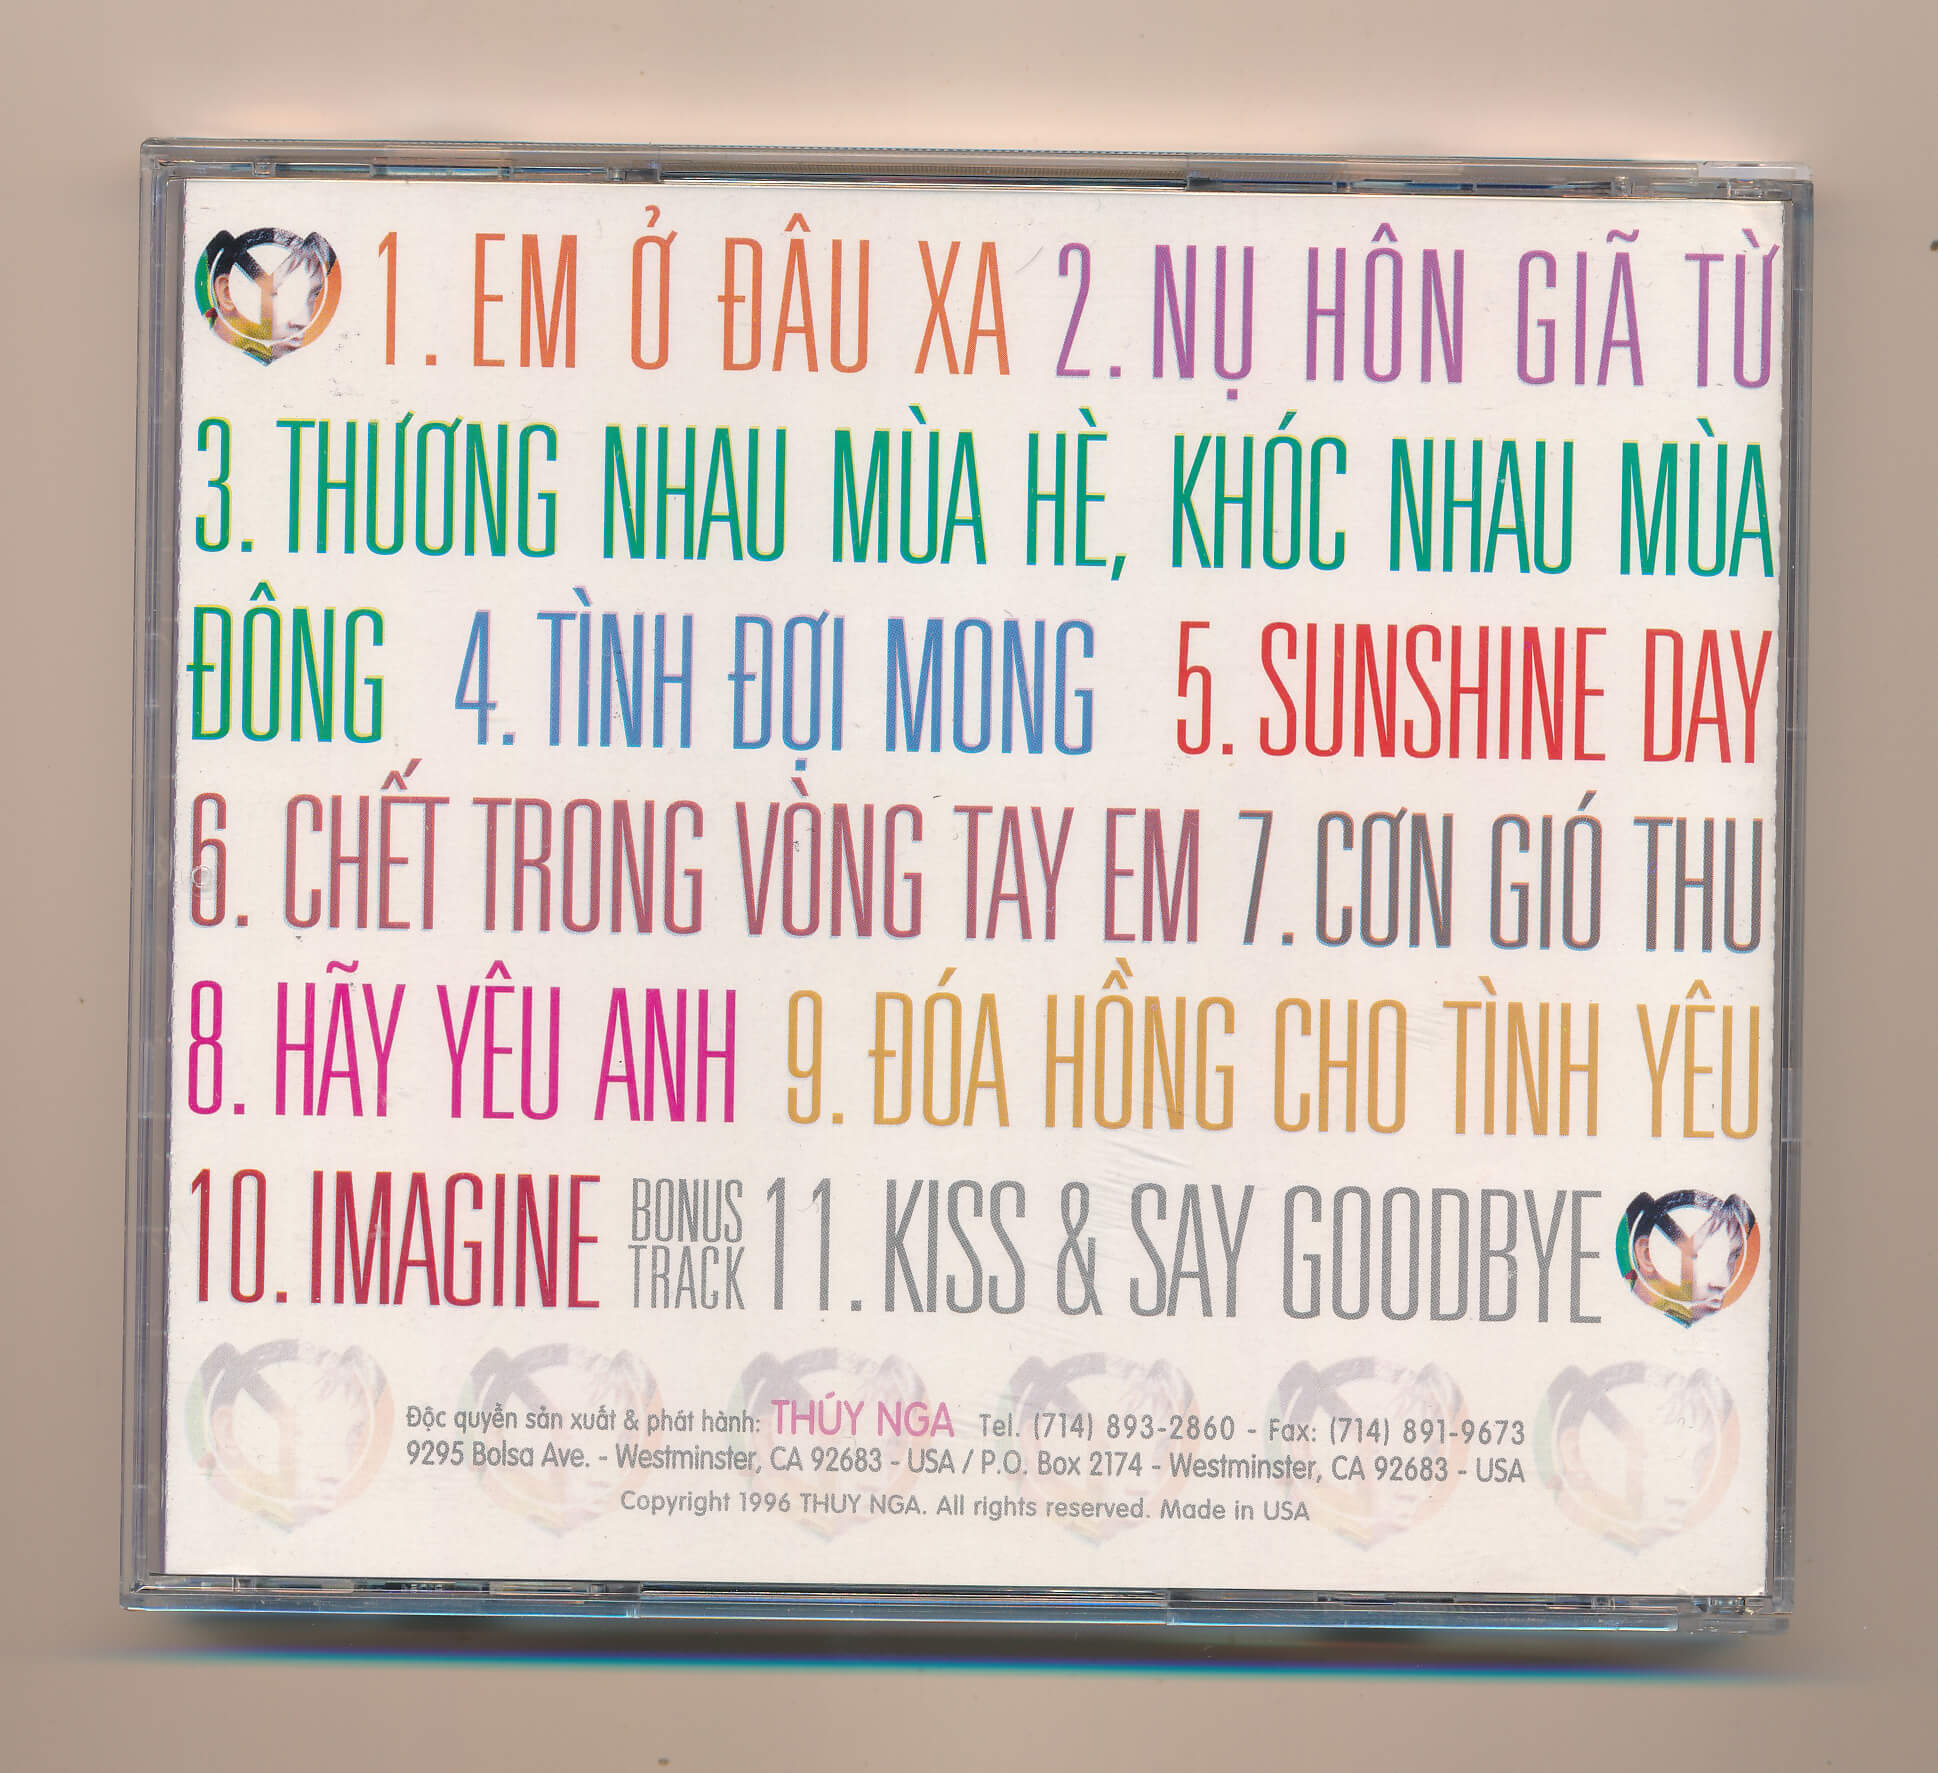 1. EM Ở ĐÂU XA 2. NỤ HÔN GIÃ TỪ
3. THƯƠNG NHAU MÙA HÈ, KHÓC NHAU MÙA
ĐÔNG 4. TÌNH ĐỢI MONG 5. SUNSHINE DAY
6. CHẾT TRONG VÒNG TAY EM 7. CƠN GIÓ THU
8. HÃY YÊU ANH 9. ĐÓA HỒNG CHO TÌNH YÊU
10. IMAGINE BONUS TRACK 11. KISS & SAY GOODBYE
Độc quyền sản xuất & phát hành: THÚY NGA Tel. (714) 893-2860 - Fax: (714) 891-9673
9295 Bolsa Ave. - Westminster, CA 92683 - USA / P.O. Box 2174 - Westminster, CA 92683 - USA
Copyright 1996 THUY NGA. All rights reserved. Made in USA